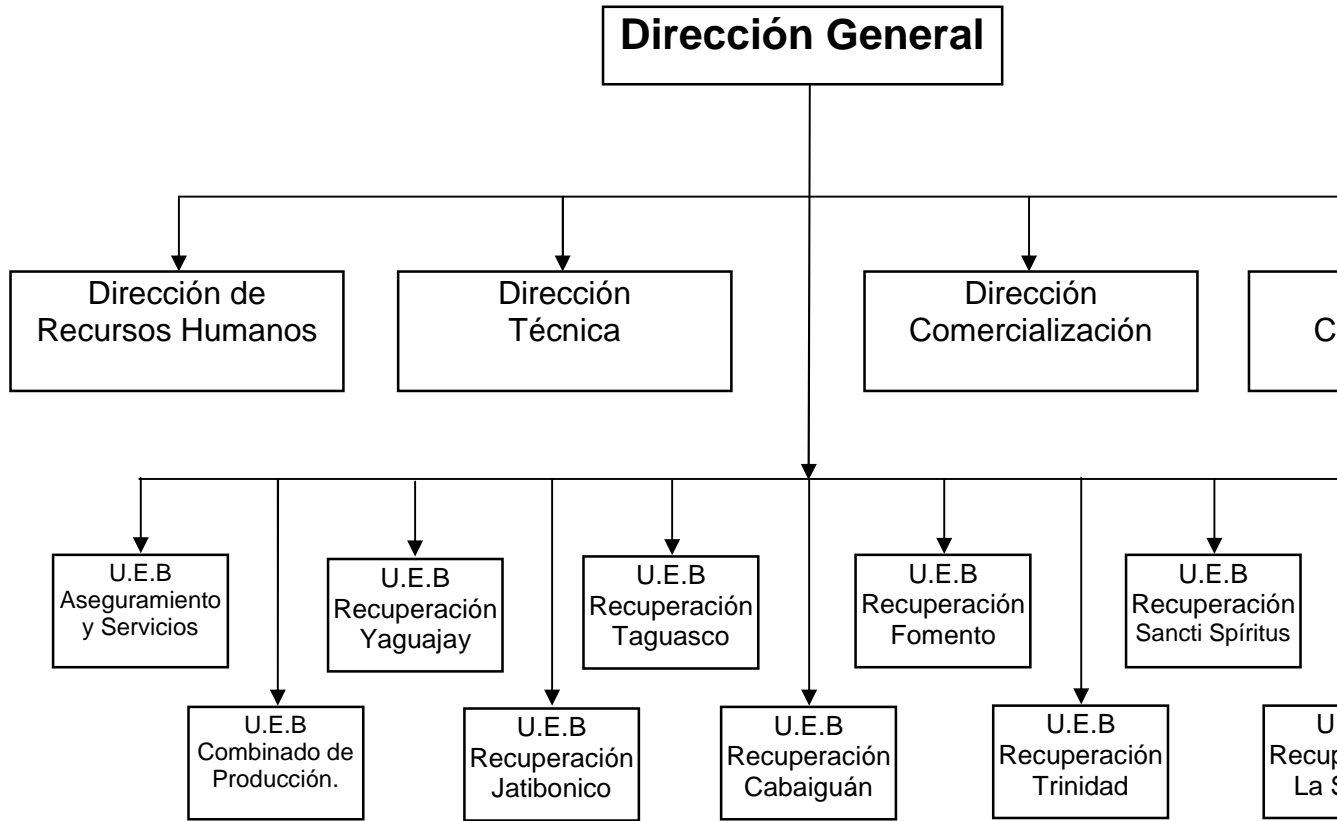 Dirección General
Dirección de
Recursos Humanos
Dirección
Técnica
Dirección
Comercialización
U.E.B
Aseguramiento
y Servicios
U.E.B
Recuperación
Yaguajay
U.E.B
Recuperación
Taguasco
U.E.B
Recuperación
Fomento
U.E.B
Recuperación
Sancti Spíritus
U.E.B
Combinado de
Producción.
U.E.B
Recuperación
Jatibonico
U.E.B
Recuperación
Cabaiguán
U.E.B
Recuperación
Trinidad
La